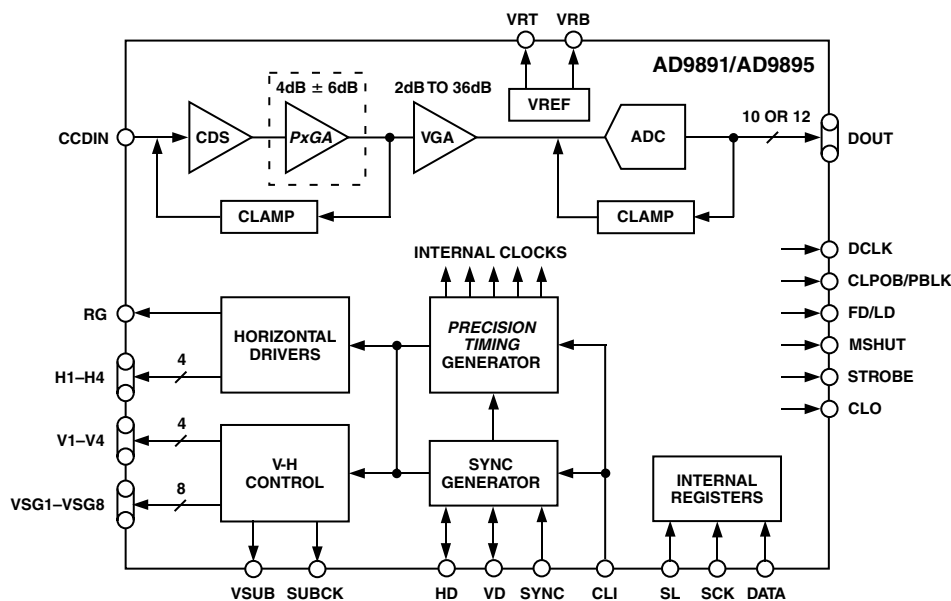 VRT VRB
AD9891/AD9895
4dB ± 6dB
2dB TO 36dB
VREF
CCDIN
CDS
PxGA
VGA
ADC
10 OR 12
DOUT
CLAMP
CLAMP
INTERNAL CLOCKS
DCLK
CLPOB/PBLK
FD/LD
MSHUT
STROBE
CLO
RG
HORIZONTAL
DRIVERS
PRECISION
TIMING
GENERATOR
H1–H4
4
V1–V4
4
V-H
CONTROL
SYNC
GENERATOR
INTERNAL
REGISTERS
VSG1–VSG8
8
VSUB SUBCK HD VD SYNC CLI SL SCK DATA